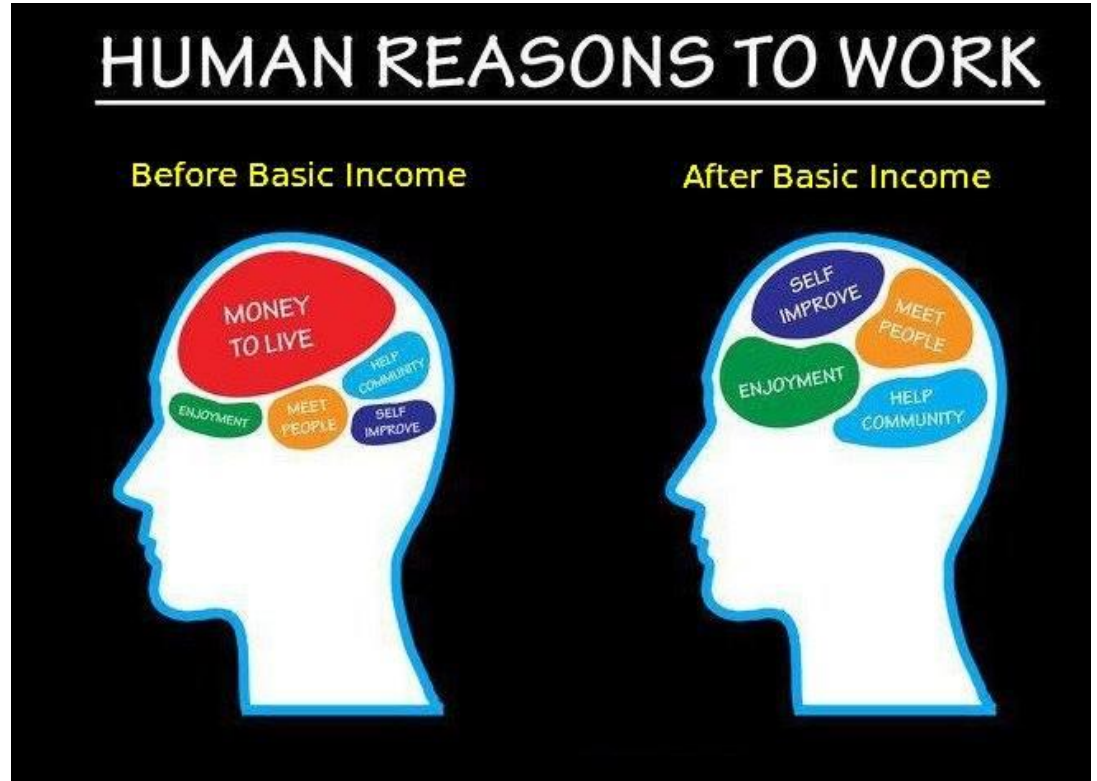 HUMAN REASONS TO WORK
Before Basic Income
MONEY
TO LIVE
HELP
COMMUNITY
ENJOYMENT
MEET
PEOPLE
SELF
IMPROVE
After Basic Income
SELF
IMPROVE
MEET
PEOPLE
ENJOYMENT
HELP
COMMUNITY